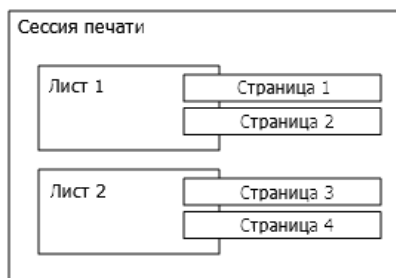 Сессия печати
Лист 1
Страница 1
Страница 2
Лист 2
Страница 3
Страница 4